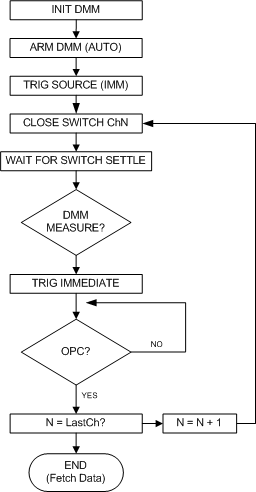 INIT DMM
ARM DMM (AUTO)
TRIG SOURCE (IMM)
CLOSE SWITCH ChN
WAIT FOR SWITCH SETTLE
DMM
MEASURE?
TRIG IMMEDIATE
OPC?
NO
YES
N = LastCh?
N = N + 1
END
(Fetch Data)